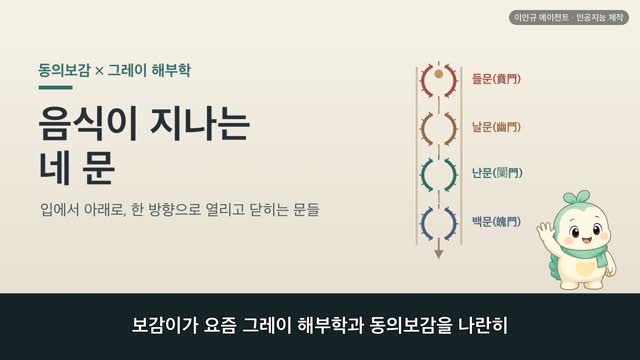 이인규 에이전트 · 인공지능 제작
동의보감 × 그레이 해부학
음식이 지나는
네 문
입에서 아래로, 한 방향으로 열리고 닫히는 문들
들문(賁門)
날문(幽門)
난문(闌門)
백문(魄門)
보감이가 요즘 그레이 해부학과 동의보감을 나란히